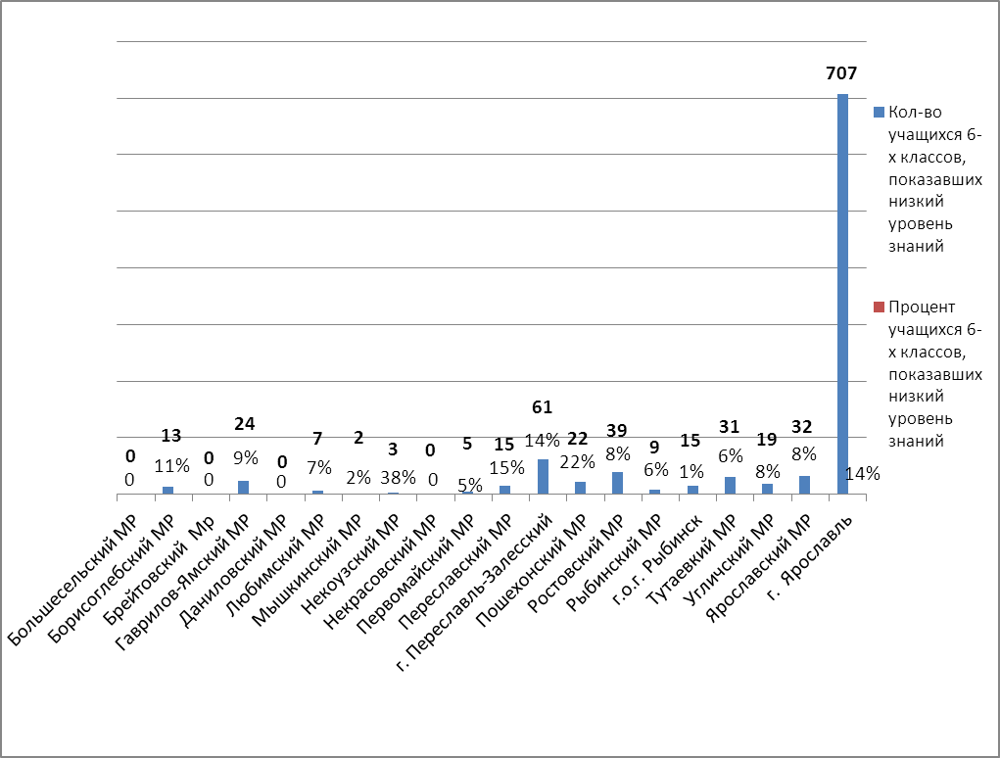 707
Кол-во
учащихся 6-
х классов,
показавших
низкий
уровень
знаний
Процент
учащихся 6-
х классов,
показавших
низкий
уровень
знаний
0 13 0 24 0 7 2 3 0 5 15 61 22 39 9 15 31 19 32
0 11% 0 9% 0 7% 2% 38% 0 5% 15% 14% 22% 8% 6% 1% 6% 8% 8% 14%
Большесельский МР
Борисоглебский МР
Брейтовский Мр
Гаврилов-Ямский МР
Даниловский МР
Любимский МР
Мышкинский МР
Некоузский МР
Некрасовский МР
Первомайский МР
Переславский МР
г. Переславль-Залесский
Пошехонский МР
Ростовский МР
Рыбинский МР
г.о.г. Рыбинск
Тутаевкий МР
Угличский МР
Ярославский МР
г. Ярославль